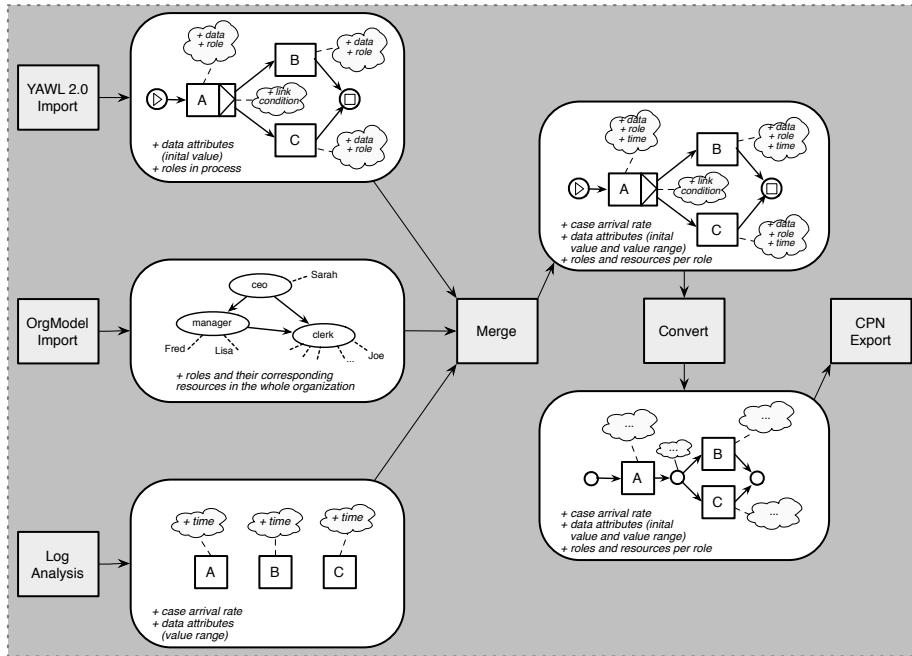 YAWL 2.0
Import
+ data
+ role
A
B
+ data
+ role
+ link
condition
C
+ data
+ role
+ data attributes
(inital value)
+ roles in process
OrgModel
Import
ceo
Sarah
manager
clerk
Fred
Lisa
...
Joe
+ roles and their corresponding
resources in the whole organization
Log
Analysis
+ time
+ time
+ time
A
B
C
+ case arrival rate
+ data attributes
(value range)
Merge
+ data
+ role
+ time
A
B
+ data
+ role
+ time
+ link
condition
C
+ data
+ role
+ time
+ case arrival rate
+ data attributes (inital
value and value range)
+ roles and resources per role
Convert
CPN
Export
...
...
...
A
B
C
...
+ case arrival rate
+ data attributes (inital
value and value range)
+ roles and resources per role